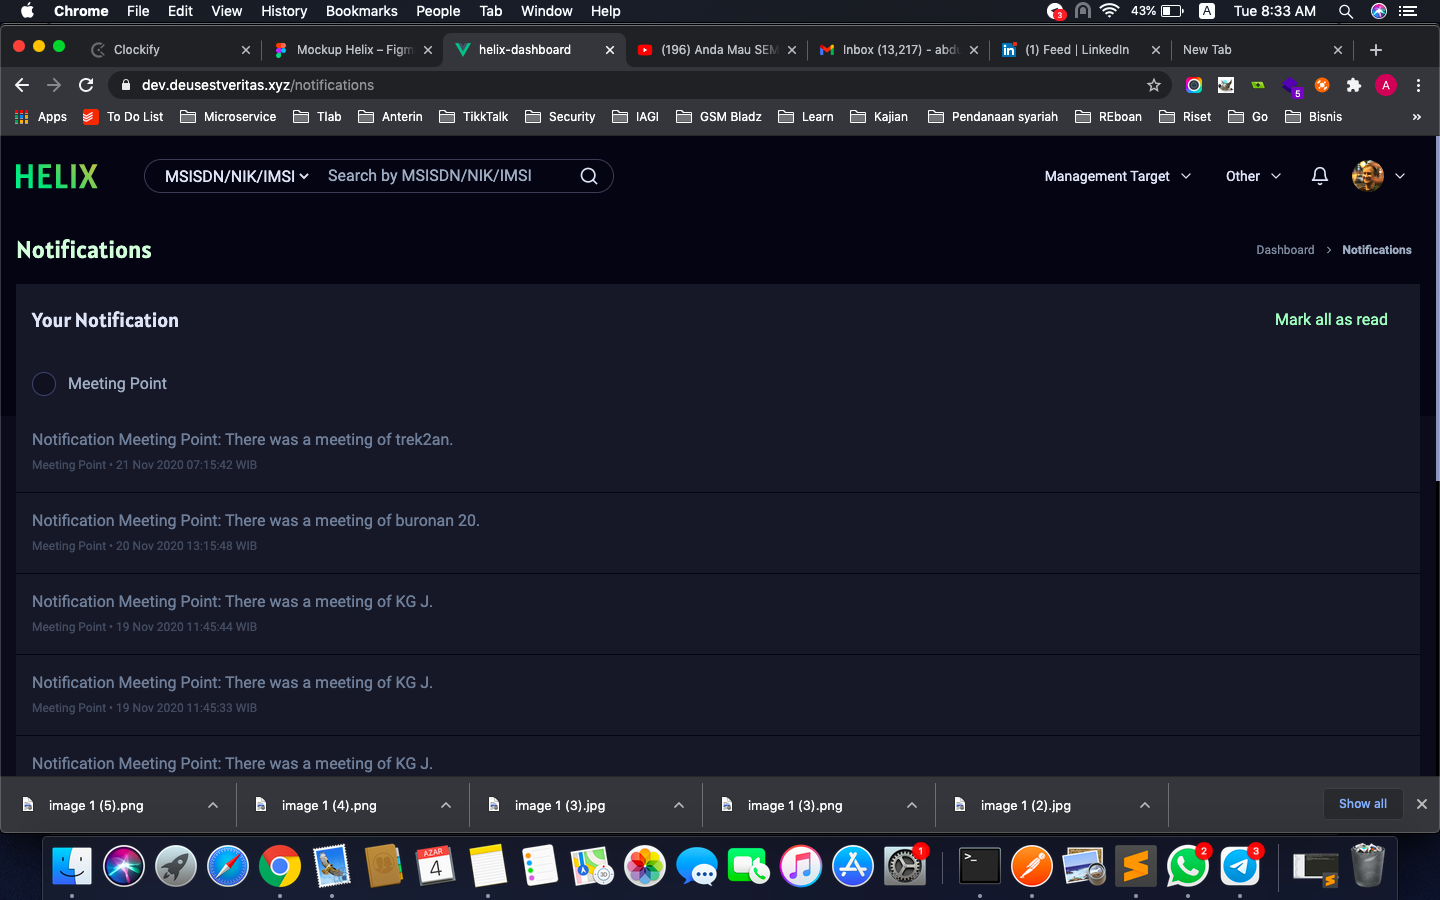 Chrome File Edit View History Bookmarks People Tab Window Help 3 43% A Tue 8:33 AM
Clockify Mockup Helix – Figm helix-dashboard (196) Anda Mau SEM Inbox (13,217) - abdu (1) Feed | LinkedIn New Tab
dev.deusestveritas.xyz/notifications 5 A
Apps To Do List Microservice Tlab Anterin TikkTalk Security IAGI GSM Bladz Learn Kajian Pendanaan syariah REboan Riset Go Bisnis »
HELIX MSISDN/NIK/IMSI Search by MSISDN/NIK/IMSI Management Target Other
Notifications Dashboard > Notifications
Your Notification Mark all as read
Meeting Point
Notification Meeting Point: There was a meeting of trek2an.
Meeting Point • 21 Nov 2020 07:15:42 WIB
Notification Meeting Point: There was a meeting of buronan 20.
Meeting Point • 20 Nov 2020 13:15:48 WIB
Notification Meeting Point: There was a meeting of KG J.
Meeting Point • 19 Nov 2020 11:45:44 WIB
Notification Meeting Point: There was a meeting of KG J.
Meeting Point • 19 Nov 2020 11:45:33 WIB
Notification Meeting Point: There was a meeting of KG J.
image 1 (5).png image 1 (4).png image 1 (3).jpg image 1 (3).png image 1 (2).jpg Show all
AZAR 4 3D 1 >_ 2 3